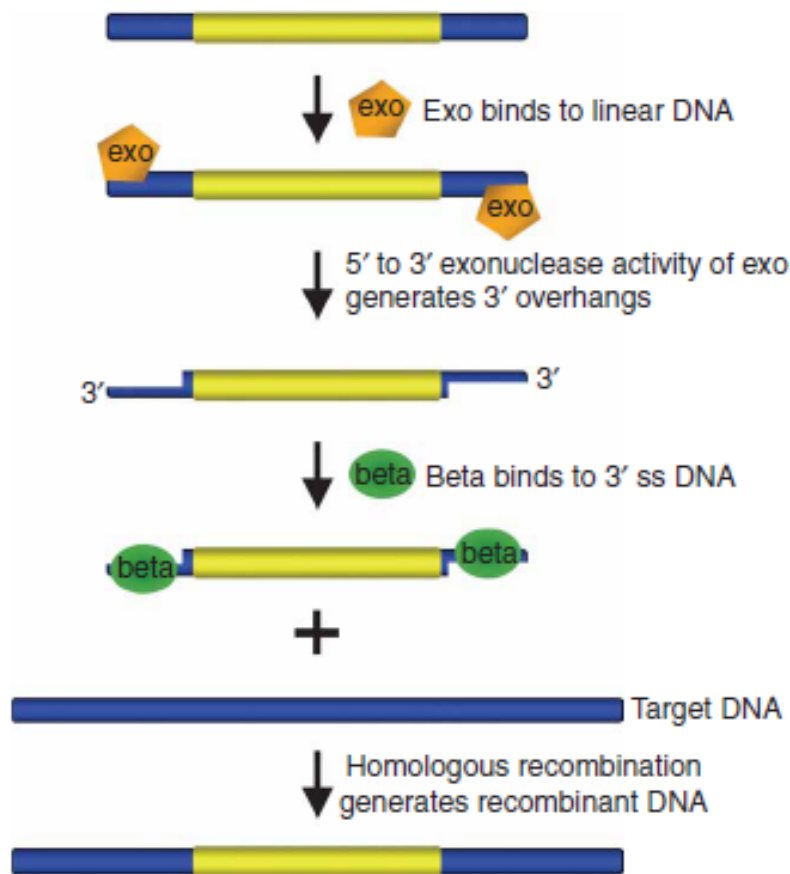 exo Exo binds to linear DNA
exo
exo
5′ to 3′ exonuclease activity of exo
generates 3′ overhangs
3′
3′
beta Beta binds to 3′ ss DNA
beta
beta
+
Target DNA
Homologous recombination
generates recombinant DNA